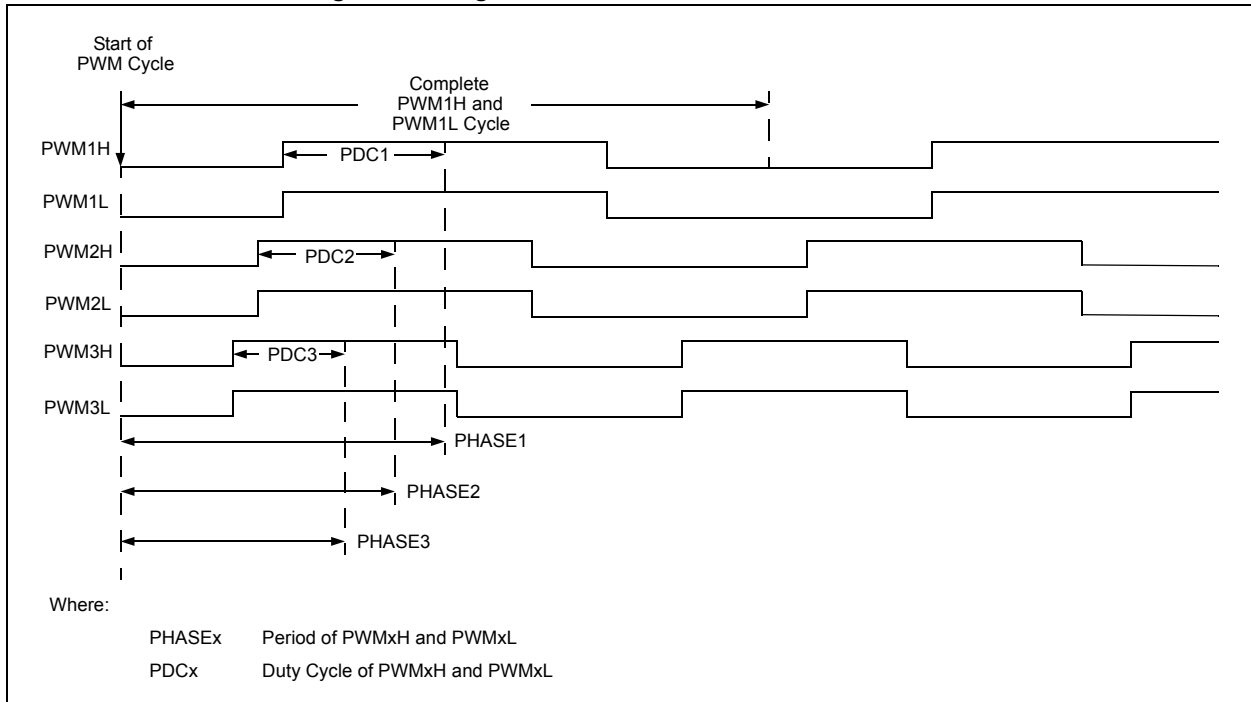 Start of
PWM Cycle
Complete
PWM1H and
PWM1L Cycle
PWM1H
PDC1
PWM1L
PWM2H
PDC2
PWM2L
PWM3H
PDC3
PWM3L
PHASE1
PHASE2
PHASE3
Where:
PHASEx Period of PWMxH and PWMxL
PDCx Duty Cycle of PWMxH and PWMxL